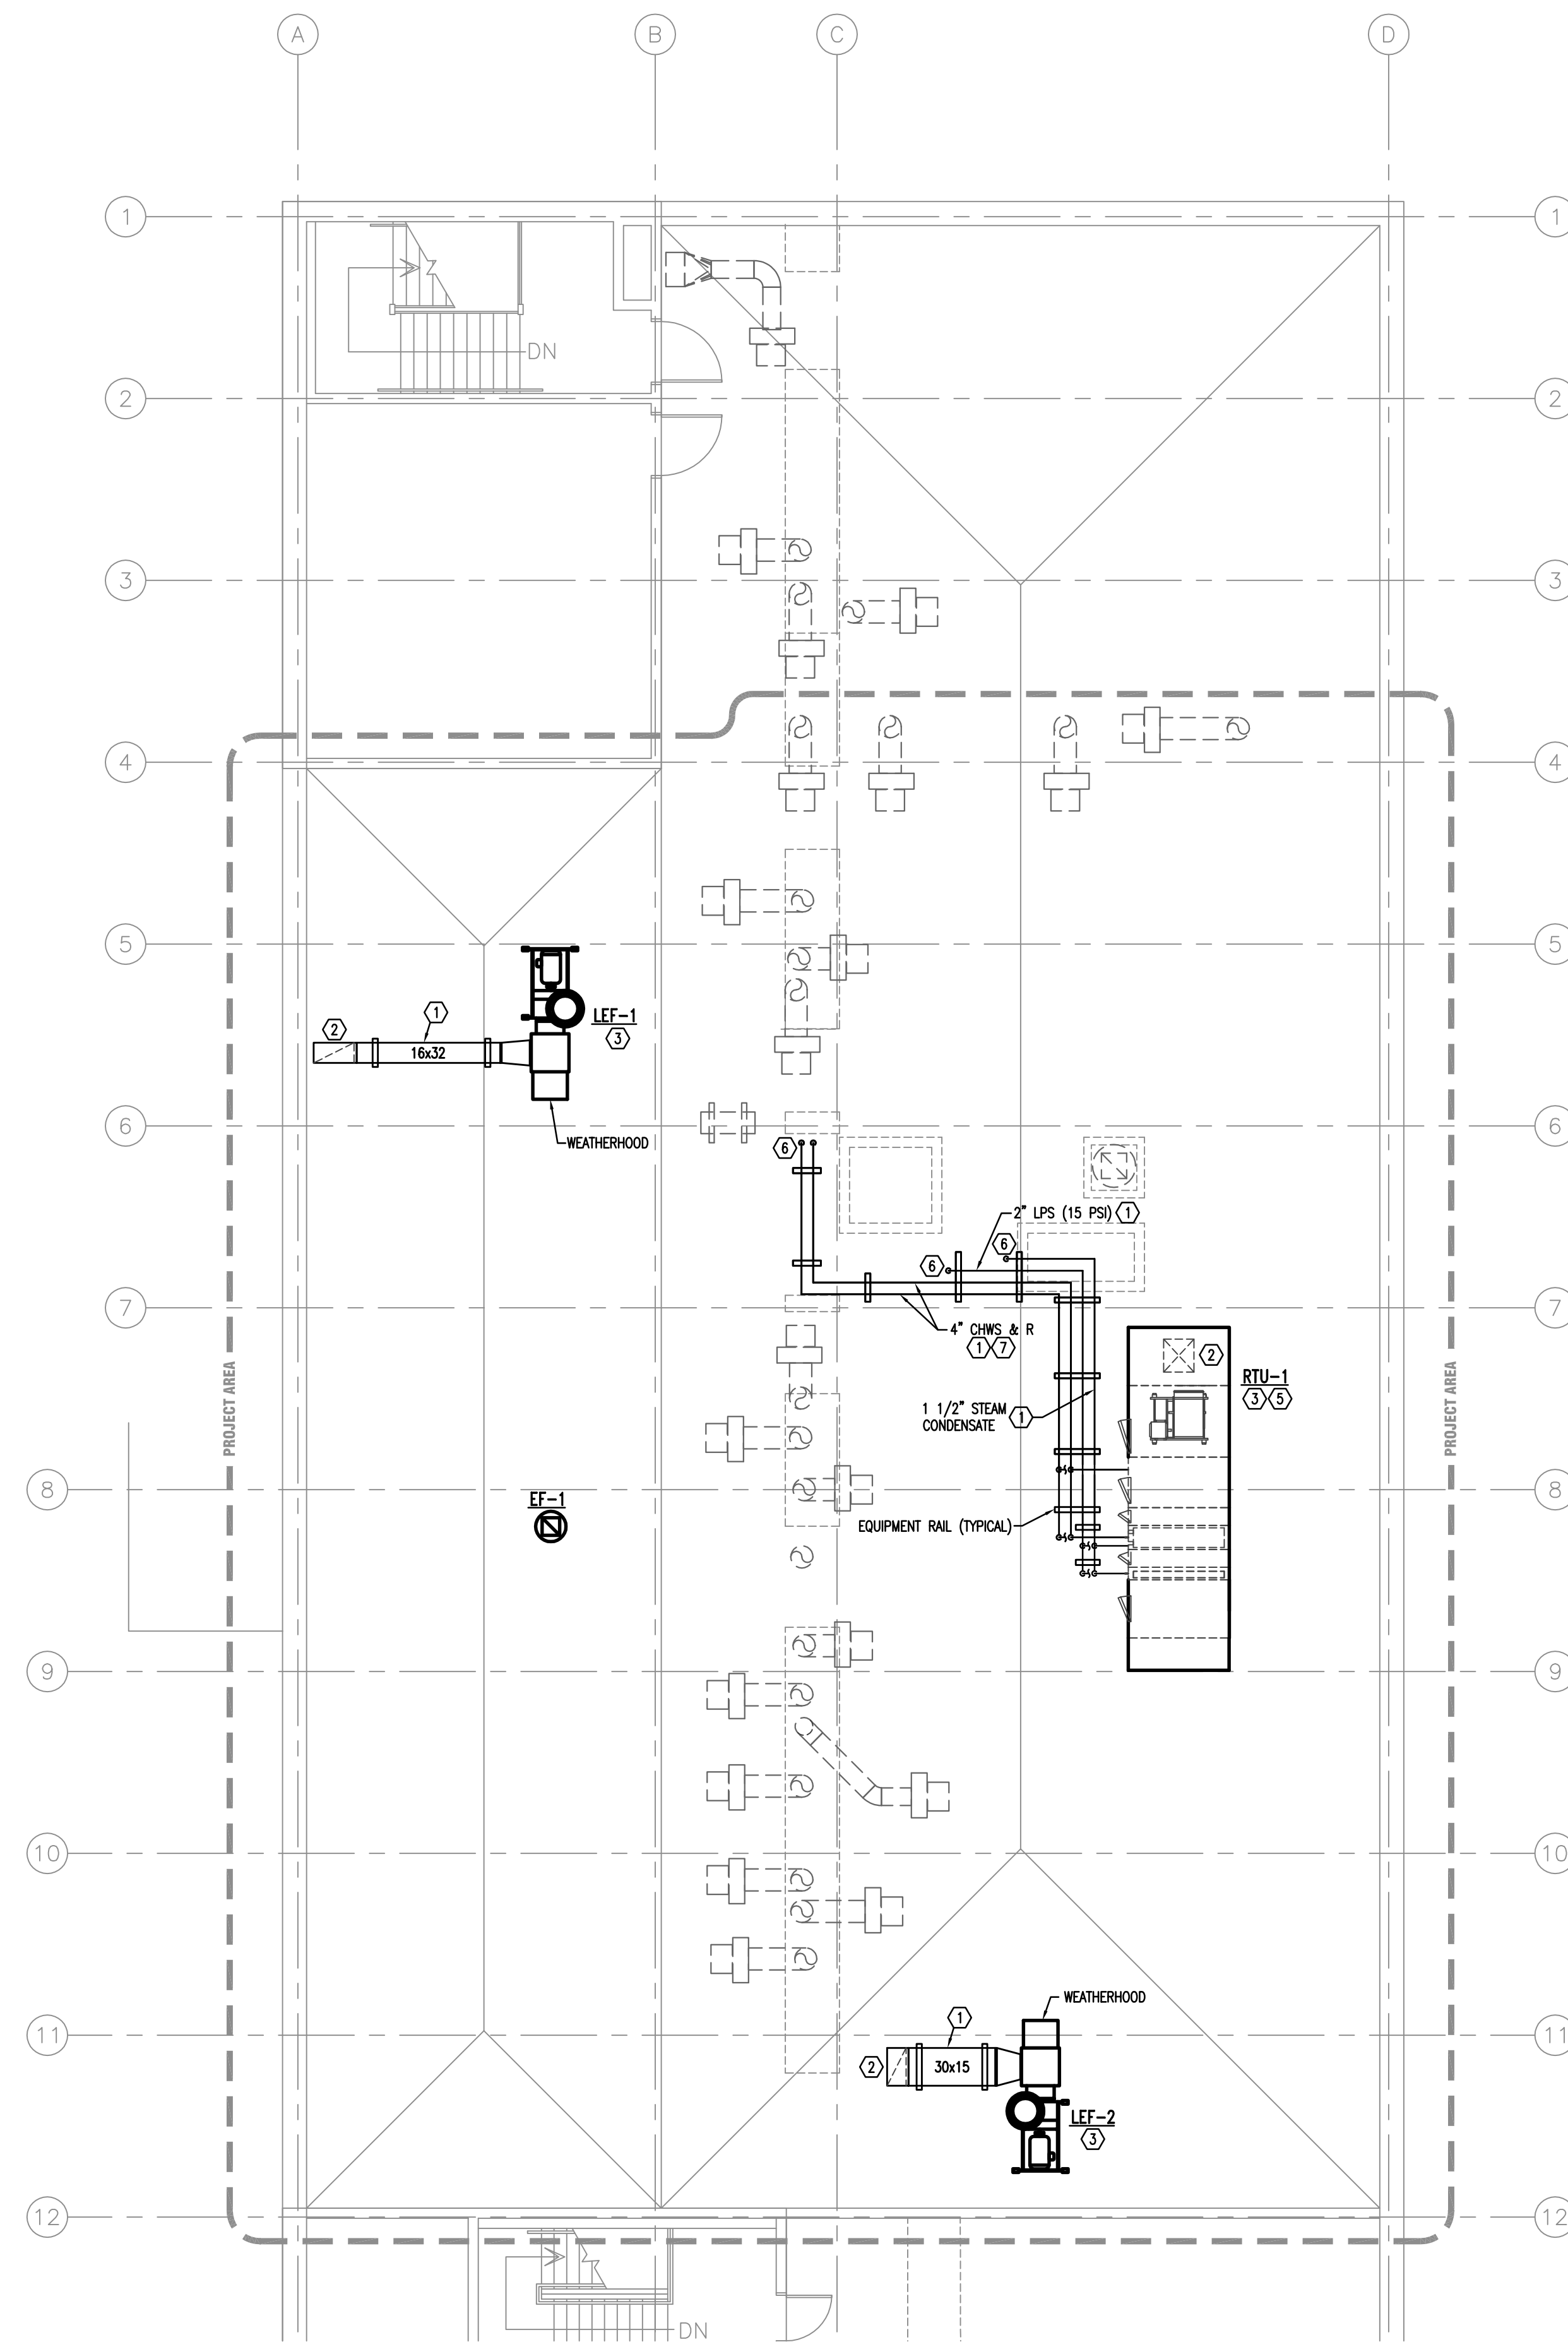 A B C D
1 1
DN
2 2
3 3
4 4
5 5
LEF-1
3
1
2
16x32
6 6
WEATHERHOOD
6
2" LPS (15 PSI) 1
6
6
7 7
4" CHWS & R
1 7
2
RTU-1
3 5
PROJECT AREA
PROJECT AREA
1 1/2" STEAM
CONDENSATE
1
8 8
EF-1
EQUIPMENT RAIL (TYPICAL)
9 9
10 10
WEATHERHOOD
1
11 11
2
30x15
LEF-2
3
12 12
DN